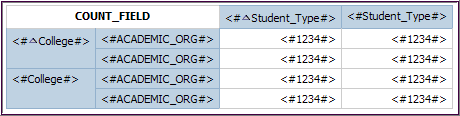 COUNT_FIELD <#△Student_Type#> <#Student_Type#>
<#△College#> <#ACADEMIC_ORG#> <#1234#> <#1234#>
<#ACADEMIC_ORG#> <#1234#> <#1234#>
<#College#> <#ACADEMIC_ORG#> <#1234#> <#1234#>
<#ACADEMIC_ORG#> <#1234#> <#1234#>